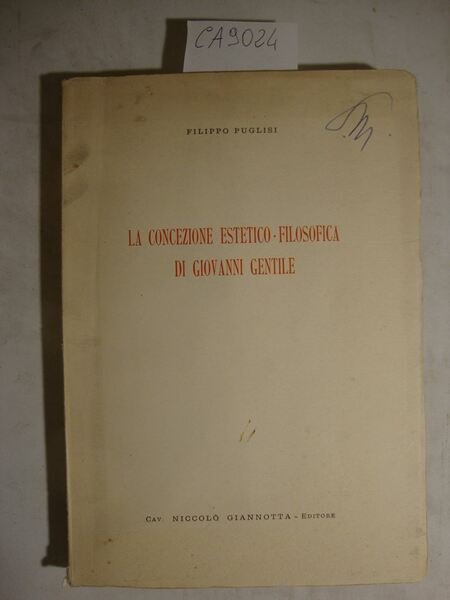 CA9024
FILIPPO PUGLISI
LA CONCEZIONE ESTETICO-FILOSOFICA
DI GIOVANNI GENTILE
CAV. NICCOLÒ GIANNOTTA - EDITORE